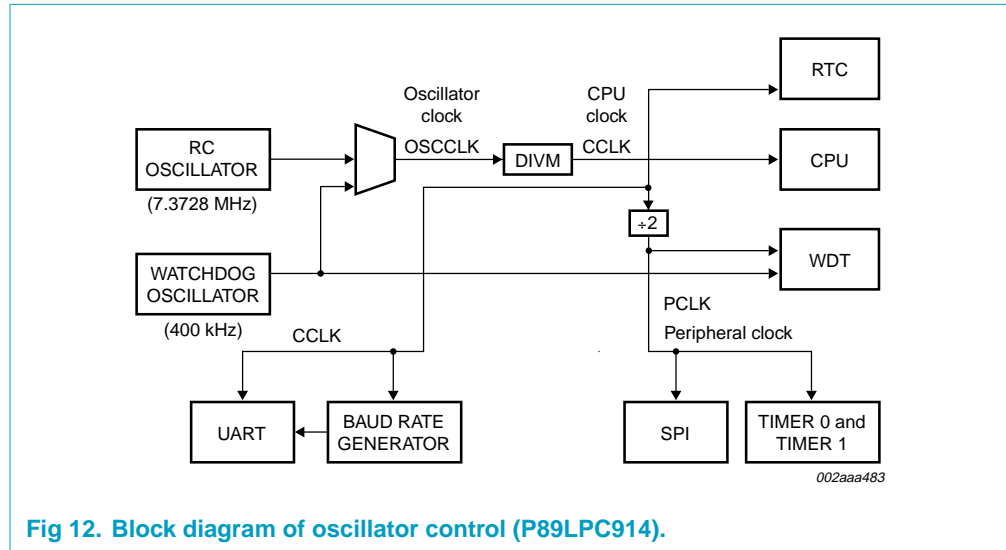 RTC
Oscillator
clock
CPU
clock
RC
OSCILLATOR
OSCCLK
DIVM
CCLK
CPU
(7.3728 MHz)
÷2
WATCHDOG
OSCILLATOR
WDT
(400 kHz)
PCLK
CCLK
Peripheral clock
UART
BAUD RATE
GENERATOR
SPI
TIMER 0 and
TIMER 1
002aaa483
Fig 12. Block diagram of oscillator control (P89LPC914).